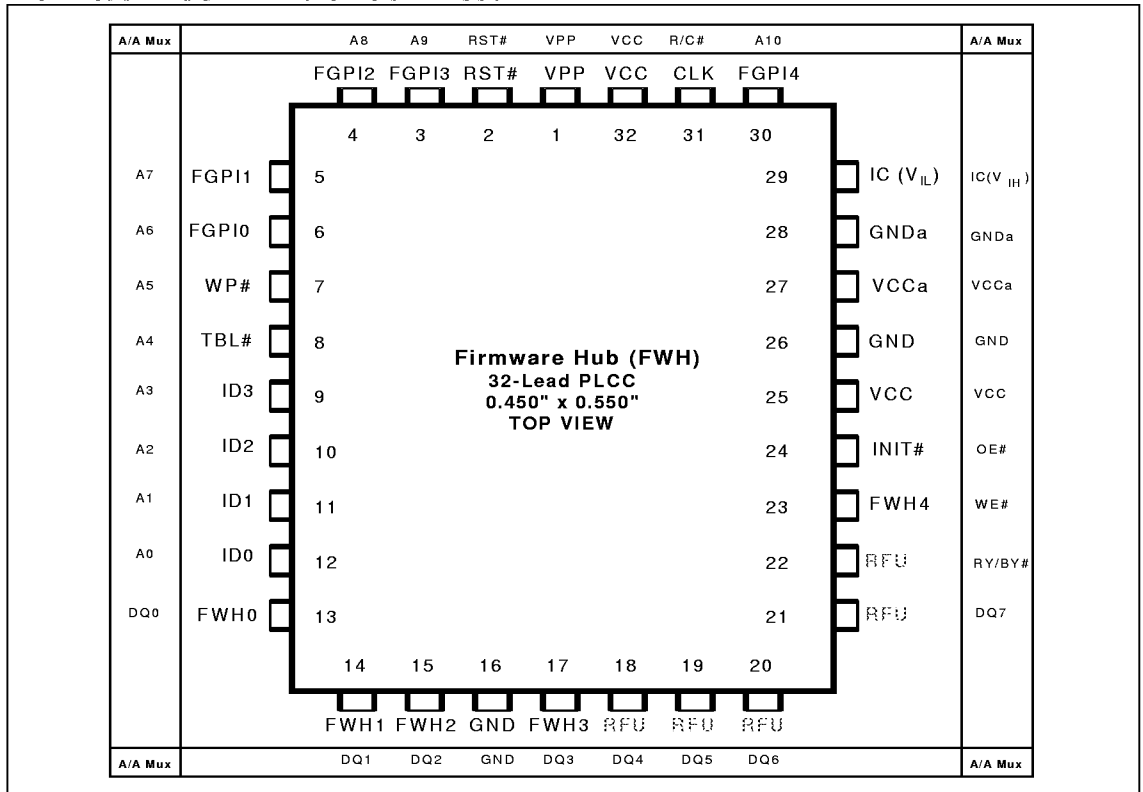 A/A Mux A8 A9 RST# VPP VCC R/C# A10 A/A Mux
FGPI2 FGPI3 RST# VPP VCC CLK FGPI4
4 3 2 1 32 31 30
A7 FGPI1 5 29 IC (VIL) IC(V IH )
A6 FGPI0 6 28 GNDa GNDa
A5 WP# 7 27 VCCa VCCa
A4 TBL# 8 26 GND GND
Firmware Hub (FWH)
32-Lead PLCC
A3 ID3 9 25 VCC VCC
0.450" x 0.550"
TOP VIEW
A2 ID2 10 24 INIT# OE#
A1 ID1 11 23 FWH4 WE#
A0 ID0 12 22 RFU RY/BY#
DQ0 FWH0 13 21 RFU DQ7
14 15 16 17 18 19 20
FWH1 FWH2 GND FWH3 RFU RFU RFU
A/A Mux DQ1 DQ2 GND DQ3 DQ4 DQ5 DQ6 A/A Mux